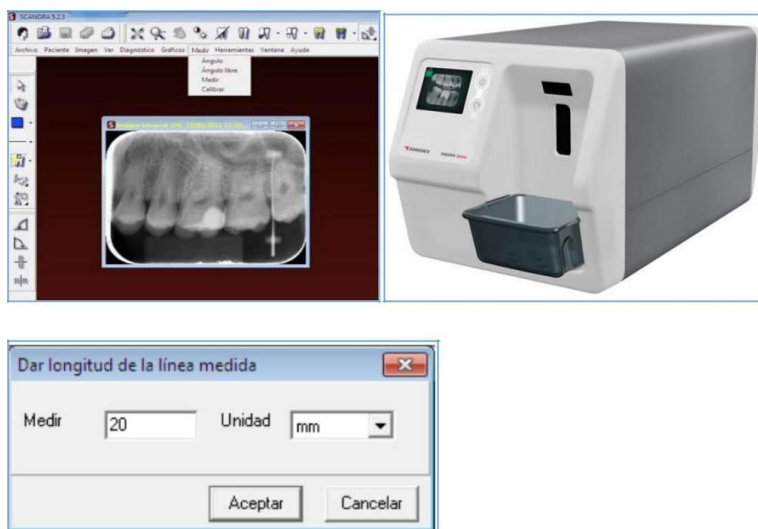 SCANORA 5.2.3
Archivo Paciente Imagen Ver Diagnóstico Gráficos Medir Herramientas Ventana Ayuda
Ángulo
Ángulo libre
Medir
Calibrar
SOREDEX
Dar longitud de la línea medida
Medir 20 Unidad mm
Aceptar Cancelar